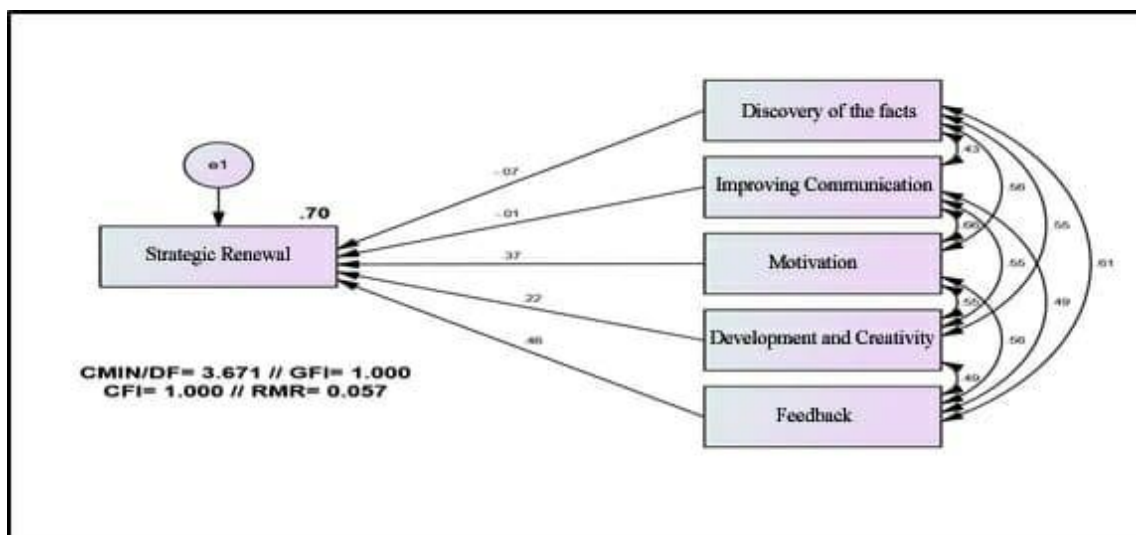 Discovery of the facts
.43
e1
-.07
Improving Communication
.56
-.01
.70
.66
.55
Strategic Renewal
.37
Motivation
.55
.61
.22
.55
.49
Development and Creativity
.56
.46
CMIN/DF= 3.671 // GFI= 1.000
.49
CFI= 1.000 // RMR= 0.057
Feedback